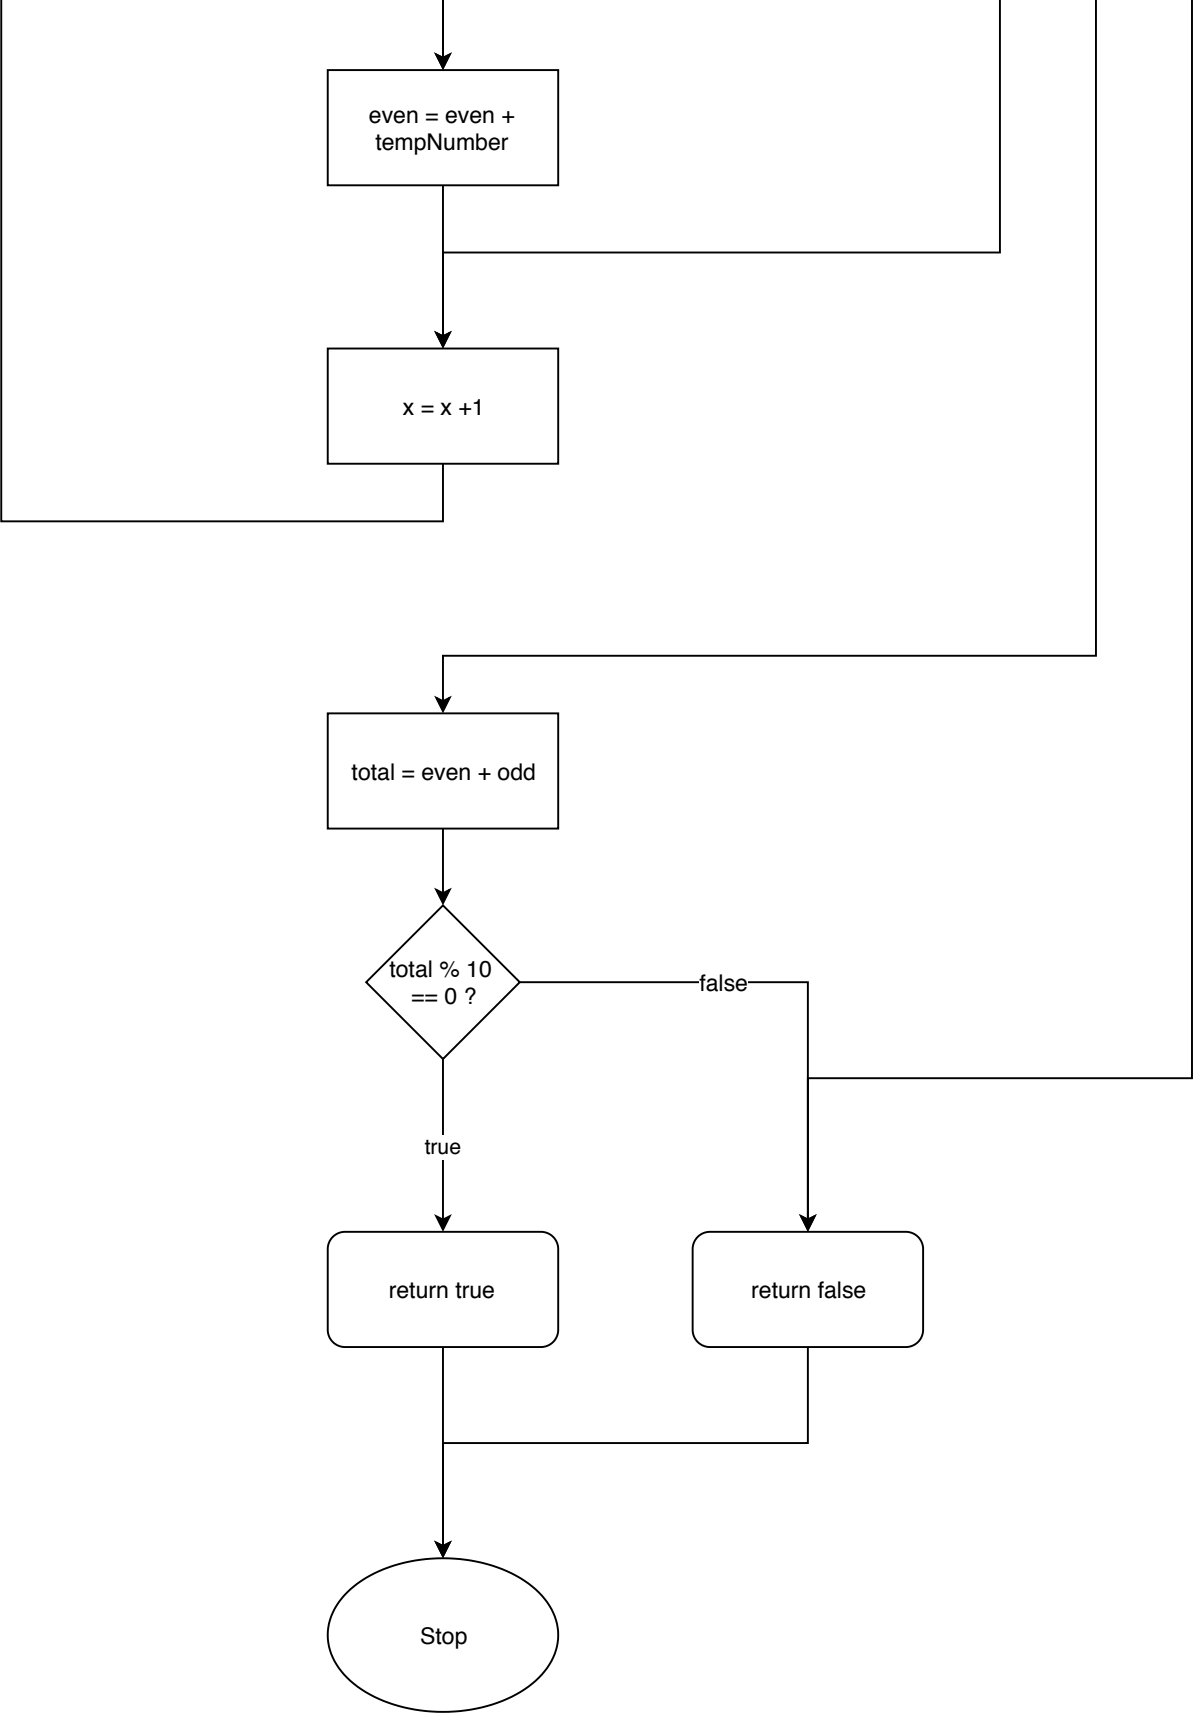 even = even +
tempNumber
x = x +1
total = even + odd
total % 10
== 0 ?
false
true
return true
return false
Stop